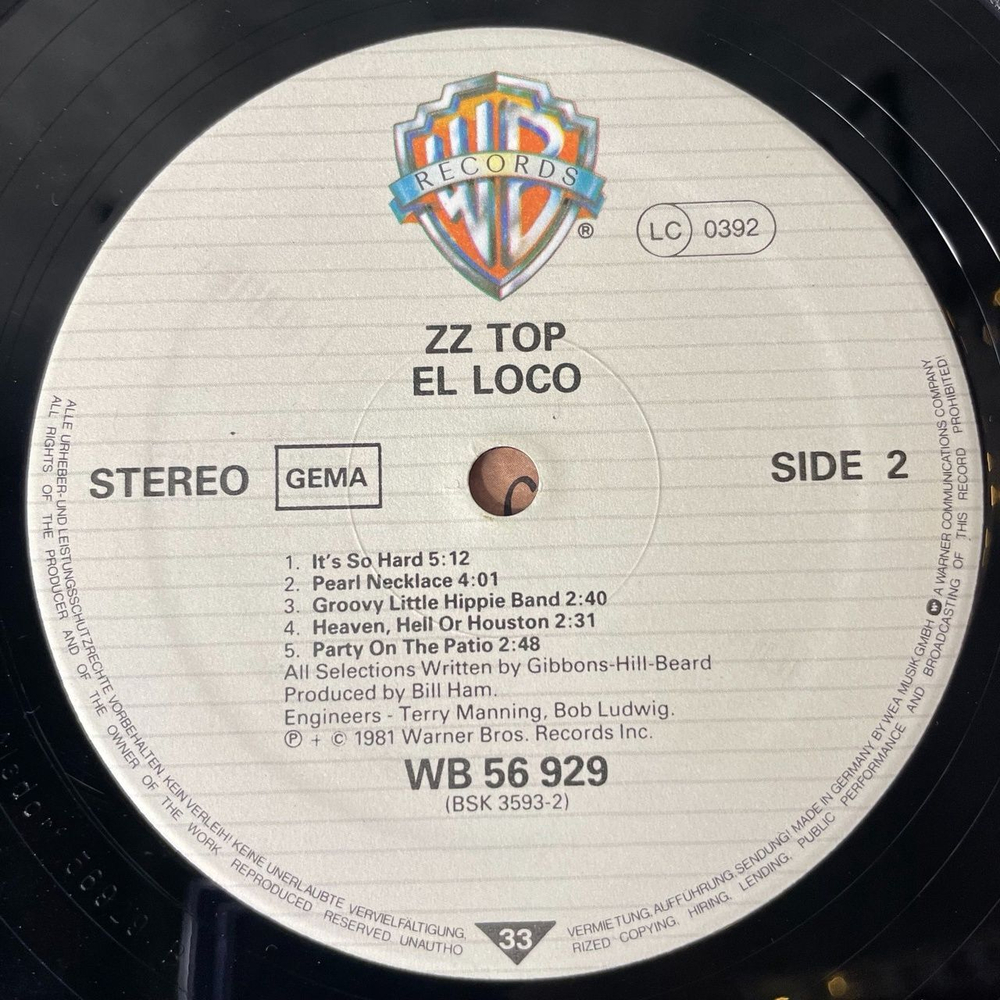 WB
RECORDS
®
LC 0392
ZZ TOP
EL LOCO
STEREO GEMA
SIDE 2
1. It's So Hard 5:12
2. Pearl Necklace 4:01
3. Groovy Little Hippie Band 2:40
4. Heaven, Hell Or Houston 2:31
5. Party On The Patio 2:48
All Selections Written by Gibbons-Hill-Beard
Produced by Bill Ham.
Engineers - Terry Manning, Bob Ludwig.
℗ + © 1981 Warner Bros. Records Inc.
WB 56 929
(BSK 3593-2)
33
ALLE URHEBER- UND LEISTUNGSSCHUTZRECHTE VORBEHALTEN. KEIN VERLEIH! KEINE UNERLAUBTE VERVIELFÄLTIGUNG, VERMIETUNG, AUFFÜHRUNG, SENDUNG! MADE IN GERMANY BY WEA MUSIK GMBH A WARNER COMMUNICATIONS COMPANY
ALL RIGHTS OF THE PRODUCER AND OF THE OWNER OF THE WORK REPRODUCED RESERVED UNAUTHORIZED COPYING, HIRING, LENDING, PUBLIC PERFORMANCE AND BROADCASTING OF THIS RECORD PROHIBITED!